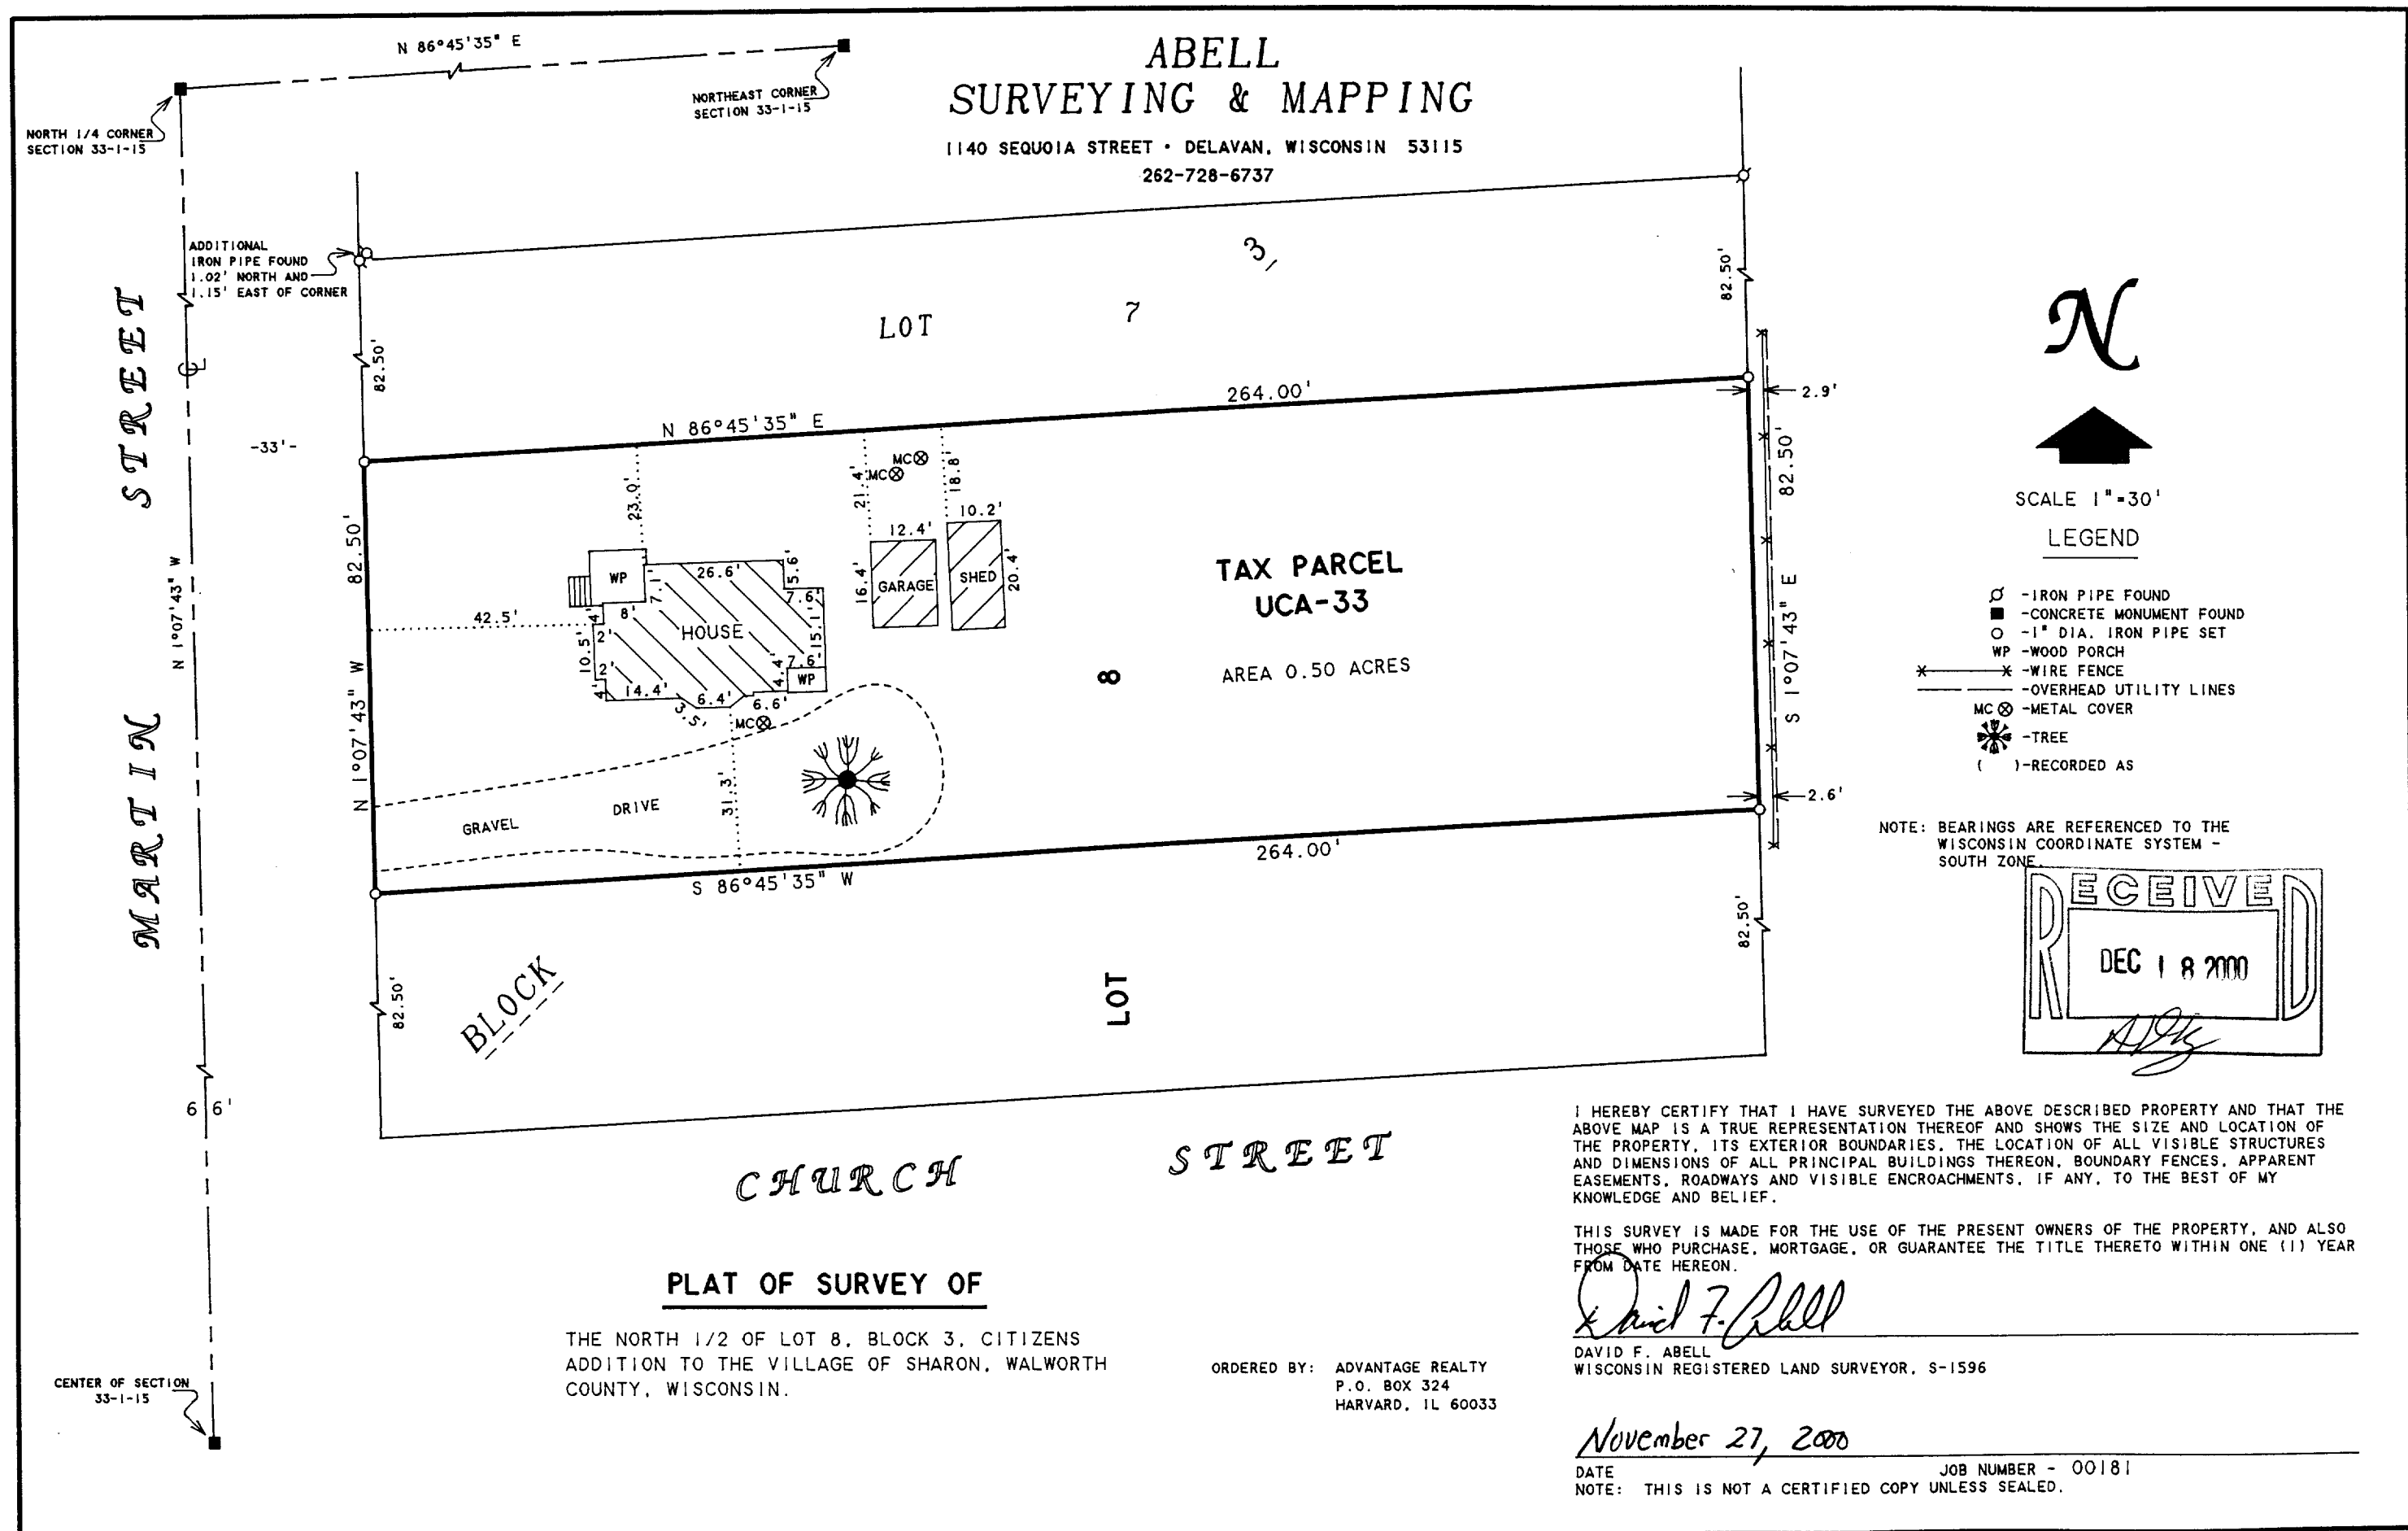 ABELL
SURVEYING & MAPPING
1140 SEQUOIA STREET • DELAVAN, WISCONSIN 53115
262-728-6737
N 86°45'35" E
NORTHEAST CORNER
SECTION 33-1-15
NORTH 1/4 CORNER
SECTION 33-1-15
ADDITIONAL
IRON PIPE FOUND
1.02' NORTH AND
1.15' EAST OF CORNER
MARTIN STREET
N 1°07'43" W
-33'-
66'
CENTER OF SECTION
33-1-15
82.50'
82.50'
LOT 7
3
264.00'
N 86°45'35" E
2.9'
82.50'
S 1°07'43" E
2.6'
82.50'
N 1°07'43" W
42.5'
23.0'
21.4'
18.8'
MC
MC
WP
26.6'
5.6'
7.6'
15.1'
7.6'
4.4'
WP
6.6'
6.4'
3.5'
14.4'
4'
2'
10.5'
2'
4'
8'
7.1'
HOUSE
12.4'
16.4'
GARAGE
10.2'
20.4'
SHED
MC
31.3'
GRAVEL DRIVE
TAX PARCEL
UCA-33
AREA 0.50 ACRES
8
264.00'
S 86°45'35" W
82.50'
82.50'
BLOCK
LOT
CHURCH STREET
N
SCALE 1"=30'
LEGEND
-IRON PIPE FOUND
-CONCRETE MONUMENT FOUND
-1" DIA. IRON PIPE SET
WP -WOOD PORCH
-WIRE FENCE
-OVERHEAD UTILITY LINES
MC -METAL COVER
-TREE
( )-RECORDED AS
NOTE: BEARINGS ARE REFERENCED TO THE
WISCONSIN COORDINATE SYSTEM -
SOUTH ZONE.
RECEIVED
DEC 18 2000
I HEREBY CERTIFY THAT I HAVE SURVEYED THE ABOVE DESCRIBED PROPERTY AND THAT THE
ABOVE MAP IS A TRUE REPRESENTATION THEREOF AND SHOWS THE SIZE AND LOCATION OF
THE PROPERTY, ITS EXTERIOR BOUNDARIES, THE LOCATION OF ALL VISIBLE STRUCTURES
AND DIMENSIONS OF ALL PRINCIPAL BUILDINGS THEREON, BOUNDARY FENCES, APPARENT
EASEMENTS, ROADWAYS AND VISIBLE ENCROACHMENTS, IF ANY, TO THE BEST OF MY
KNOWLEDGE AND BELIEF.
THIS SURVEY IS MADE FOR THE USE OF THE PRESENT OWNERS OF THE PROPERTY, AND ALSO
THOSE WHO PURCHASE, MORTGAGE, OR GUARANTEE THE TITLE THERETO WITHIN ONE (1) YEAR
FROM DATE HEREON.
David F. Abell
DAVID F. ABELL
WISCONSIN REGISTERED LAND SURVEYOR, S-1596
November 27, 2000
DATE JOB NUMBER - 00181
NOTE: THIS IS NOT A CERTIFIED COPY UNLESS SEALED.
PLAT OF SURVEY OF
THE NORTH 1/2 OF LOT 8, BLOCK 3, CITIZENS
ADDITION TO THE VILLAGE OF SHARON, WALWORTH
COUNTY, WISCONSIN.
ORDERED BY: ADVANTAGE REALTY
P.O. BOX 324
HARVARD, IL 60033